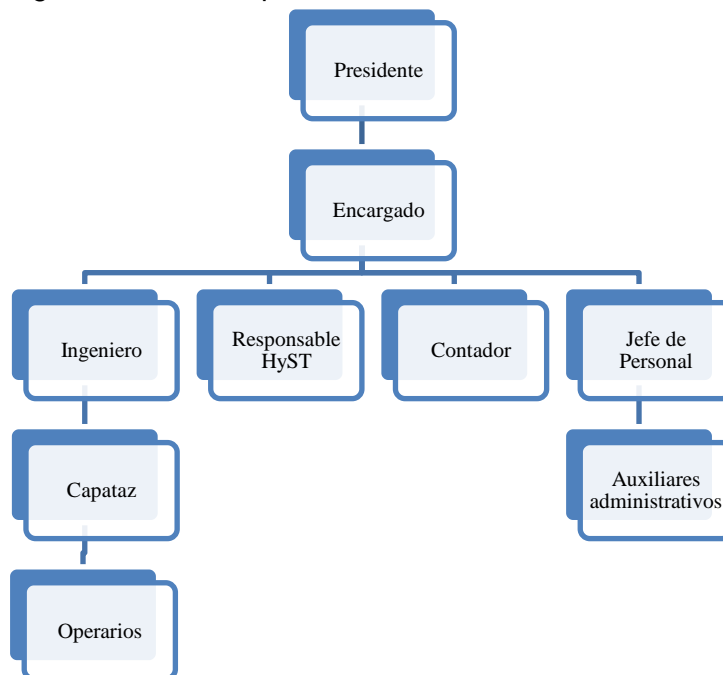 Presidente
Encargado
Ingeniero
Responsable
HyST
Contador
Jefe de
Personal
Capataz
Auxiliares
administrativos
Operarios